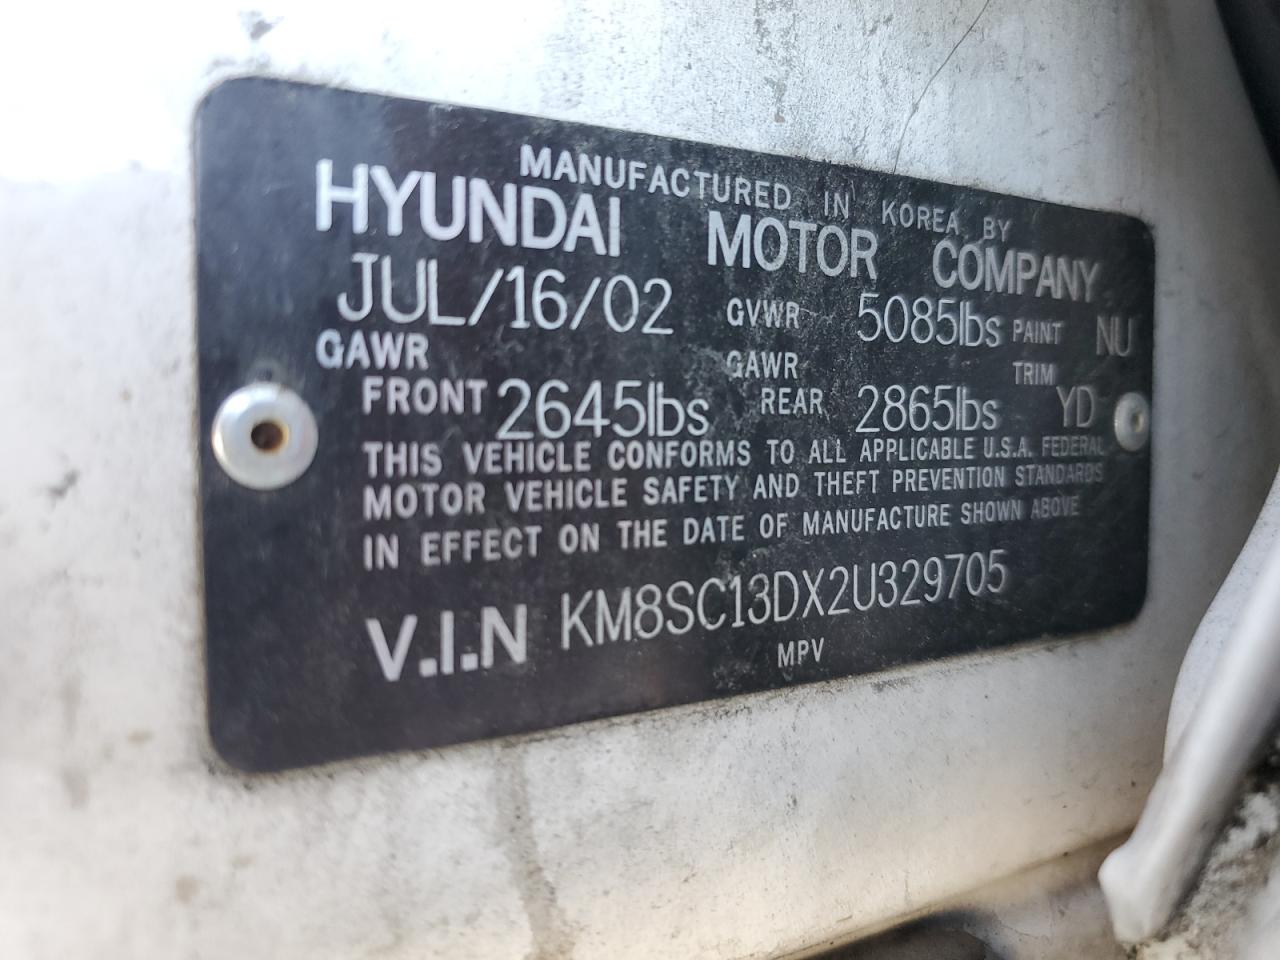 MANUFACTURED IN KOREA BY
HYUNDAI MOTOR COMPANY
JUL/16/02 GVWR 5085lbs PAINT NU
GAWR GAWR TRIM
FRONT 2645lbs REAR 2865lbs YD
THIS VEHICLE CONFORMS TO ALL APPLICABLE U.S.A. FEDERAL
MOTOR VEHICLE SAFETY AND THEFT PREVENTION STANDARDS
IN EFFECT ON THE DATE OF MANUFACTURE SHOWN ABOVE
V.I.N KM8SC13DX2U329705
MPV